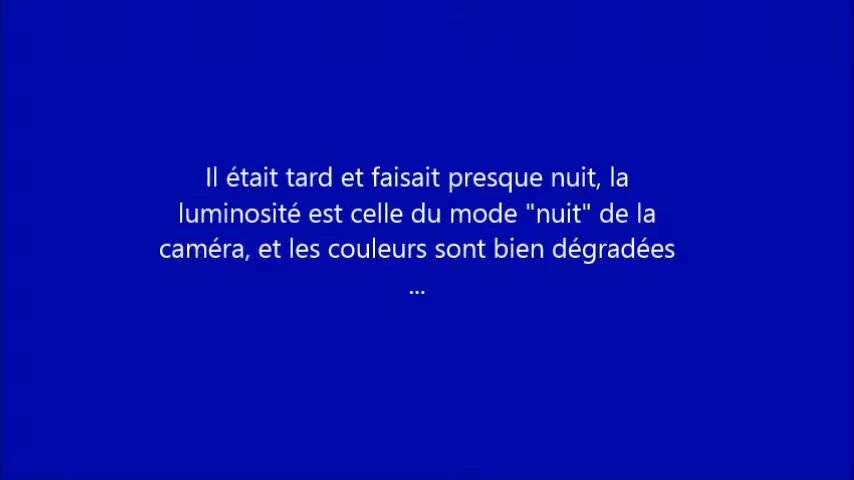 Il était tard et faisait presque nuit, la
luminosité est celle du mode "nuit" de la
caméra, et les couleurs sont bien dégradées
...